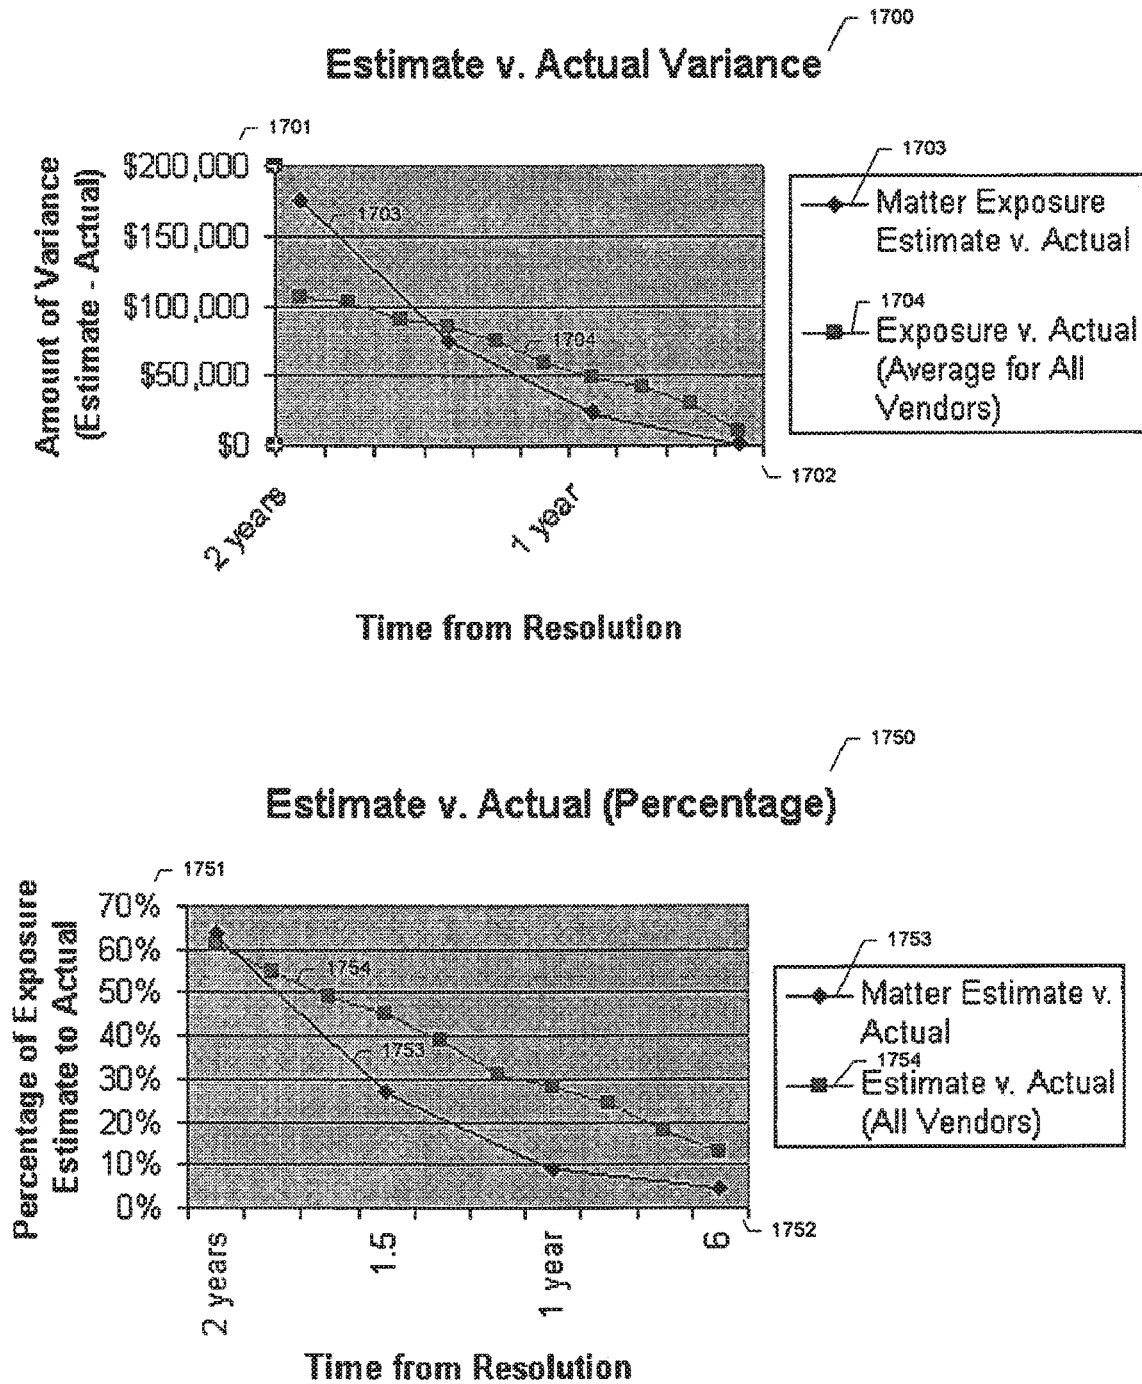 1700
Estimate v. Actual Variance
1701
Amount of Variance
(Estimate - Actual)
$200,000
$150,000
$100,000
$50,000
$0
1703
1704
1702
2 years
1 year
Time from Resolution
1703
Matter Exposure
Estimate v. Actual
1704
Exposure v. Actual
(Average for All
Vendors)
1750
Estimate v. Actual (Percentage)
1751
Percentage of Exposure
Estimate to Actual
70%
60%
50%
40%
30%
20%
10%
0%
1754
1753
1752
2 years
1.5
1 year
6
Time from Resolution
1753
Matter Estimate v.
Actual
1754
Estimate v. Actual
(All Vendors)